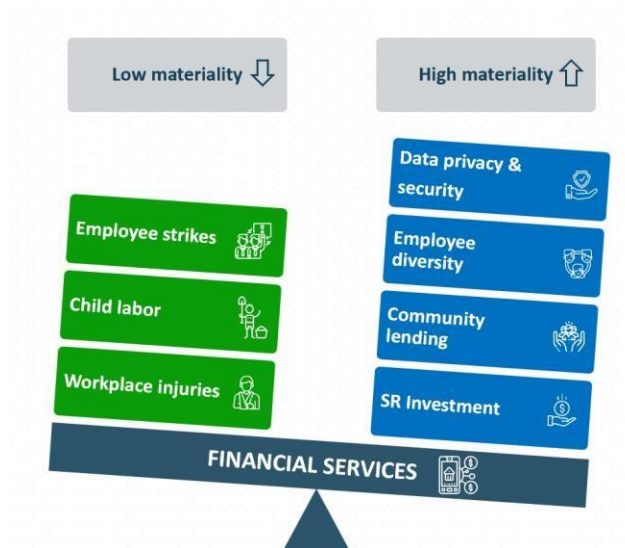 Low materiality
High materiality
Data privacy &
security
Employee strikes
Employee
diversity
Child labor
Community
lending
Workplace injuries
SR Investment
FINANCIAL SERVICES